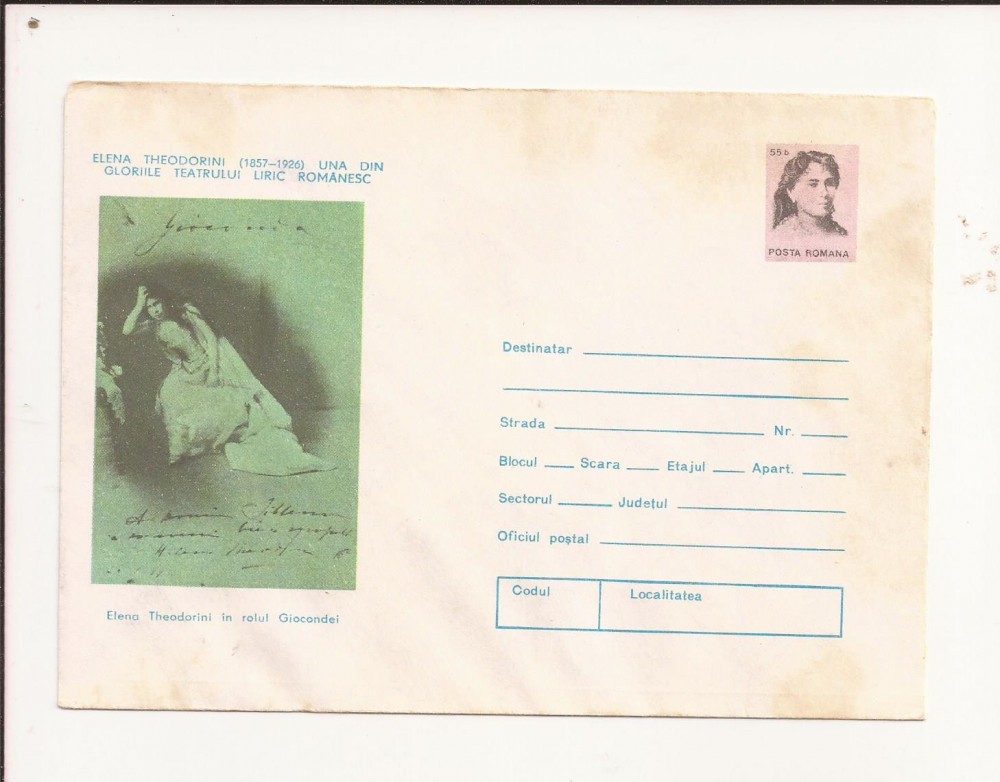 ELENA THEODORINI (1857–1926) UNA DIN
GLORIILE TEATRULUI LIRIC ROMÂNESC
55 b
POSTA ROMANA
Gioconda
Elena Theodorini în rolul Giocondei
Destinatar
Strada Nr.
Blocul Scara Etajul Apart.
Sectorul Județul
Oficiul poștal
Codul Localitatea